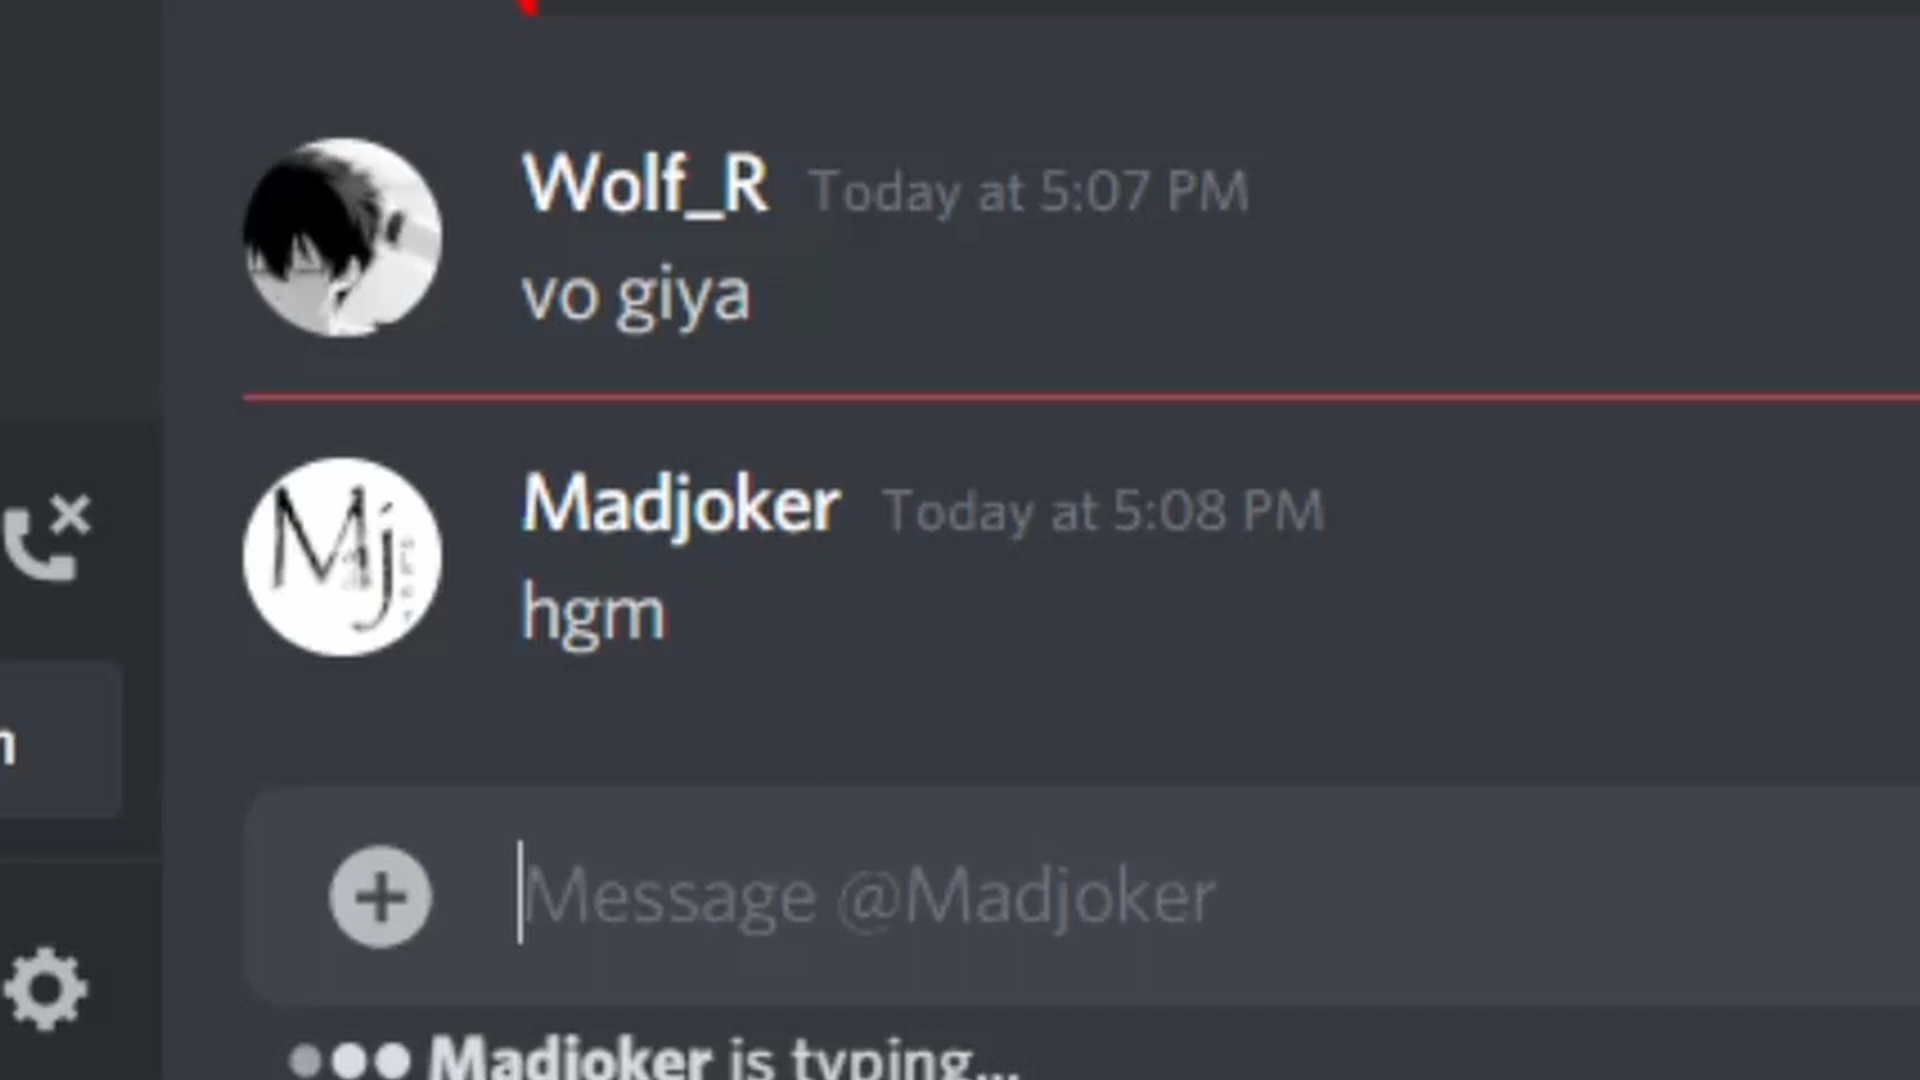 Wolf_R Today at 5:07 PM
vo giya
Madjoker Today at 5:08 PM
hgm
Message @Madjoker
Madjoker is typing...